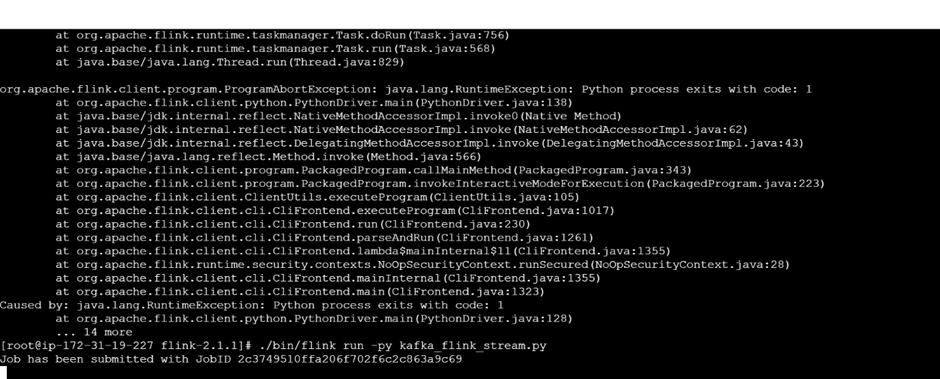 at org.apache.flink.runtime.taskmanager.Task.doRun(Task.java:756)
at org.apache.flink.runtime.taskmanager.Task.run(Task.java:568)
at java.base/java.lang.Thread.run(Thread.java:829)
org.apache.flink.client.program.ProgramAbortException: java.lang.RuntimeException: Python process exits with code: 1
at org.apache.flink.client.python.PythonDriver.main(PythonDriver.java:138)
at java.base/jdk.internal.reflect.NativeMethodAccessorImpl.invoke0(Native Method)
at java.base/jdk.internal.reflect.NativeMethodAccessorImpl.invoke(NativeMethodAccessorImpl.java:62)
at java.base/jdk.internal.reflect.DelegatingMethodAccessorImpl.invoke(DelegatingMethodAccessorImpl.java:43)
at java.base/java.lang.reflect.Method.invoke(Method.java:566)
at org.apache.flink.client.program.PackagedProgram.callMainMethod(PackagedProgram.java:343)
at org.apache.flink.client.program.PackagedProgram.invokeInteractiveModeForExecution(PackagedProgram.java:223)
at org.apache.flink.client.ClientUtils.executeProgram(ClientUtils.java:105)
at org.apache.flink.client.cli.CliFrontend.executeProgram(CliFrontend.java:1017)
at org.apache.flink.client.cli.CliFrontend.run(CliFrontend.java:230)
at org.apache.flink.client.cli.CliFrontend.parseAndRun(CliFrontend.java:1261)
at org.apache.flink.client.cli.CliFrontend.lambda$mainInternal$11(CliFrontend.java:1355)
at org.apache.flink.runtime.security.contexts.NoOpSecurityContext.runSecured(NoOpSecurityContext.java:28)
at org.apache.flink.client.cli.CliFrontend.mainInternal(CliFrontend.java:1355)
at org.apache.flink.client.cli.CliFrontend.main(CliFrontend.java:1323)
Caused by: java.lang.RuntimeException: Python process exits with code: 1
at org.apache.flink.client.python.PythonDriver.main(PythonDriver.java:128)
... 14 more
[root@ip-172-31-19-227 flink-2.1.1]# ./bin/flink run -py kafka_flink_stream.py
Job has been submitted with JobID 2c3749510ffa206f702f6c2c863a9c69